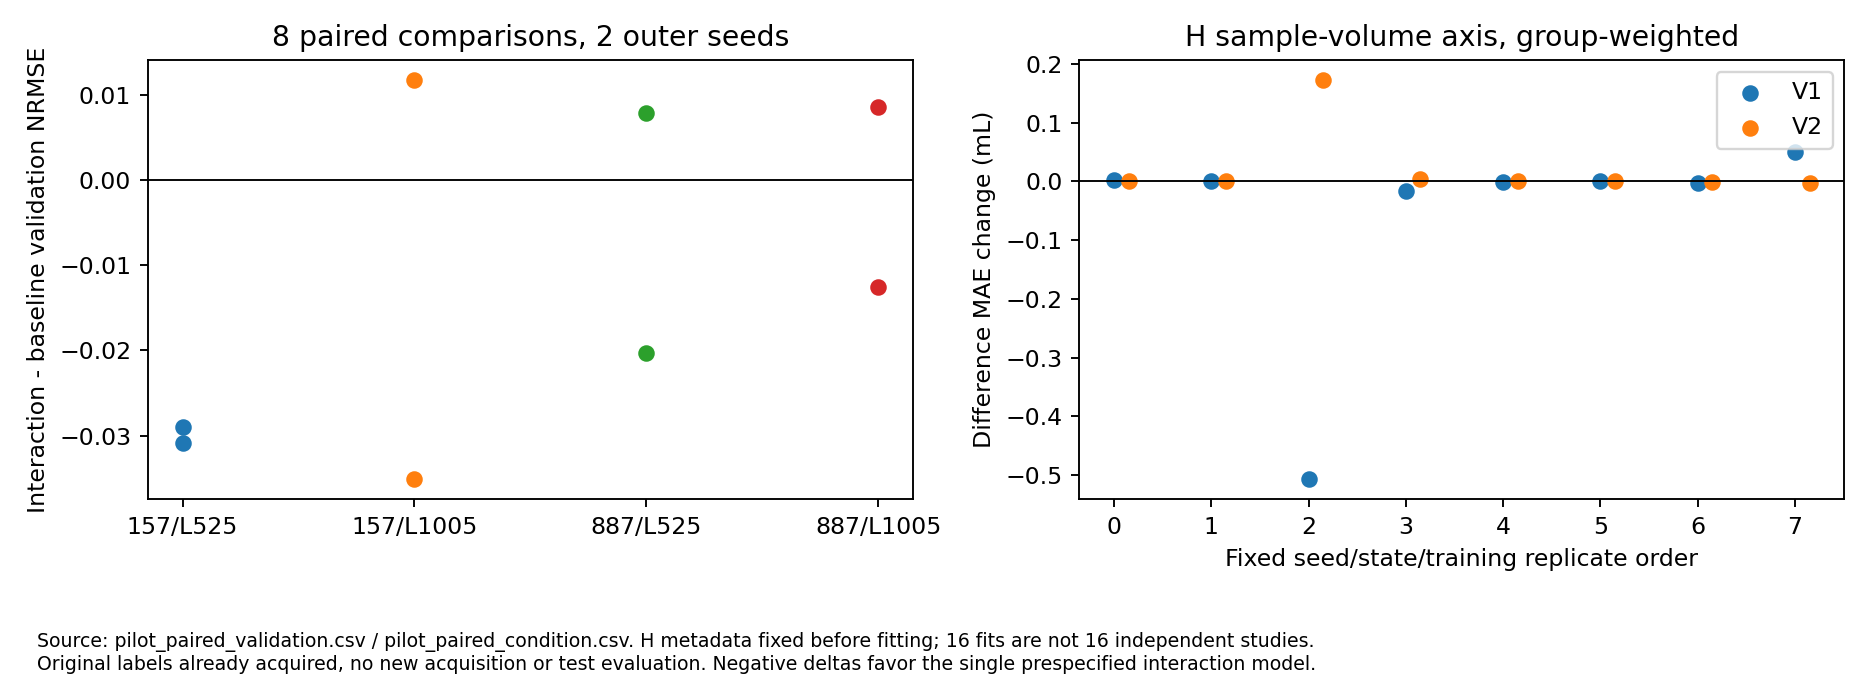 8 paired comparisons, 2 outer seeds
Interaction - baseline validation NRMSE
0.01
0.00
−0.01
−0.02
−0.03
157/L525 157/L1005 887/L525 887/L1005
H sample-volume axis, group-weighted
Difference MAE change (mL)
0.2
0.1
0.0
−0.1
−0.2
−0.3
−0.4
−0.5
V1
V2
0 1 2 3 4 5 6 7
Fixed seed/state/training replicate order
Source: pilot_paired_validation.csv / pilot_paired_condition.csv. H metadata fixed before fitting; 16 fits are not 16 independent studies.
Original labels already acquired, no new acquisition or test evaluation. Negative deltas favor the single prespecified interaction model.